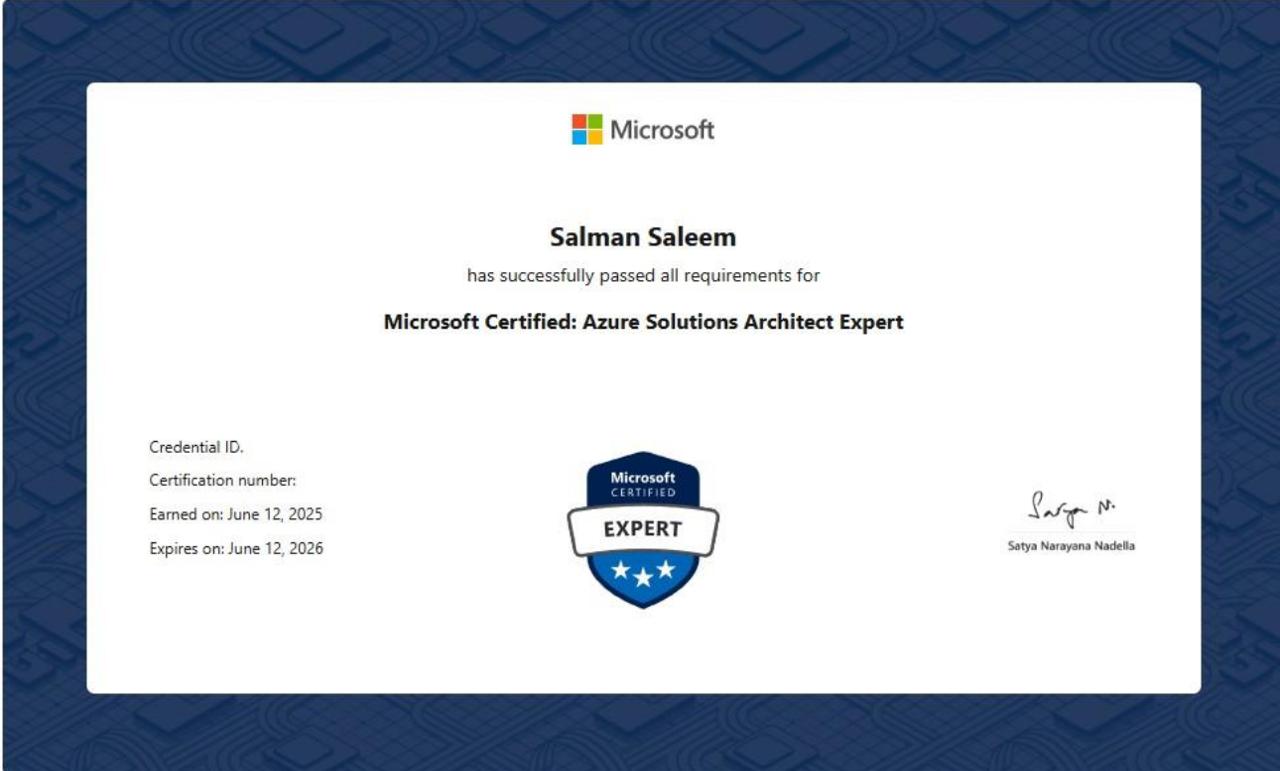 Microsoft
Salman Saleem
has successfully passed all requirements for
Microsoft Certified: Azure Solutions Architect Expert
Credential ID.
Certification number:
Earned on: June 12, 2025
Expires on: June 12, 2026
Microsoft
CERTIFIED
EXPERT
Satya N.
Satya Narayana Nadella